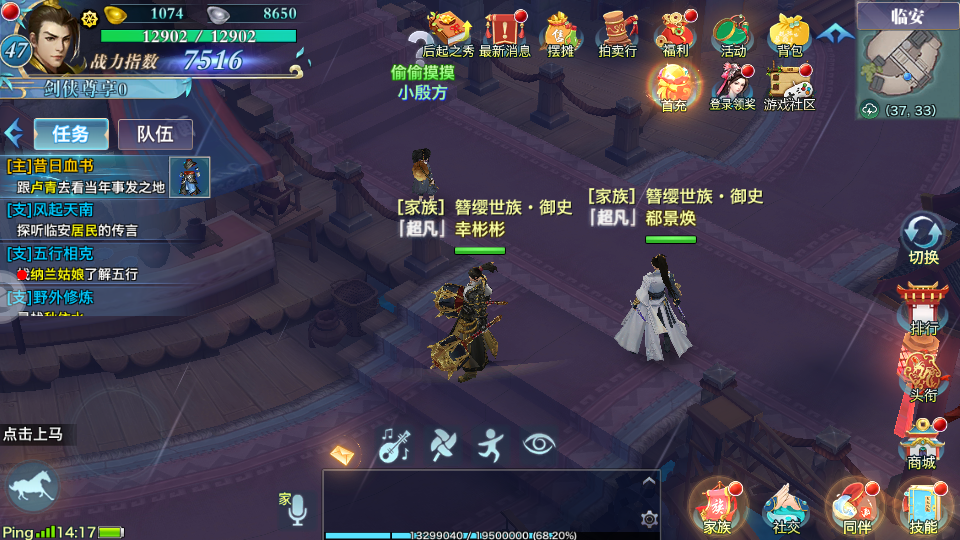 47
1074
8650
12902 / 12902
战力指数 7516
剑侠尊享0
后起之秀
最新消息
摆摊
拍卖行
福利
活动
背包
首充
登录领奖
游戏社区
临安
(37, 33)
任务
队伍
[主]昔日血书
跟卢青去看当年事发之地
[支]风起天南
探听临安居民的传言
[支]五行相克
找纳兰姑娘了解五行
[支]野外修炼
偷偷摸摸
小殷方
[家族] 簪缨世族·御史
「超凡」幸彬彬
[家族] 簪缨世族·御史
「超凡」郗景焕
切换
排行
头衔
商城
点击上马
家
家族
社交
同伴
技能
Ping
14:17
13299040 / 19500000 (68.20%)